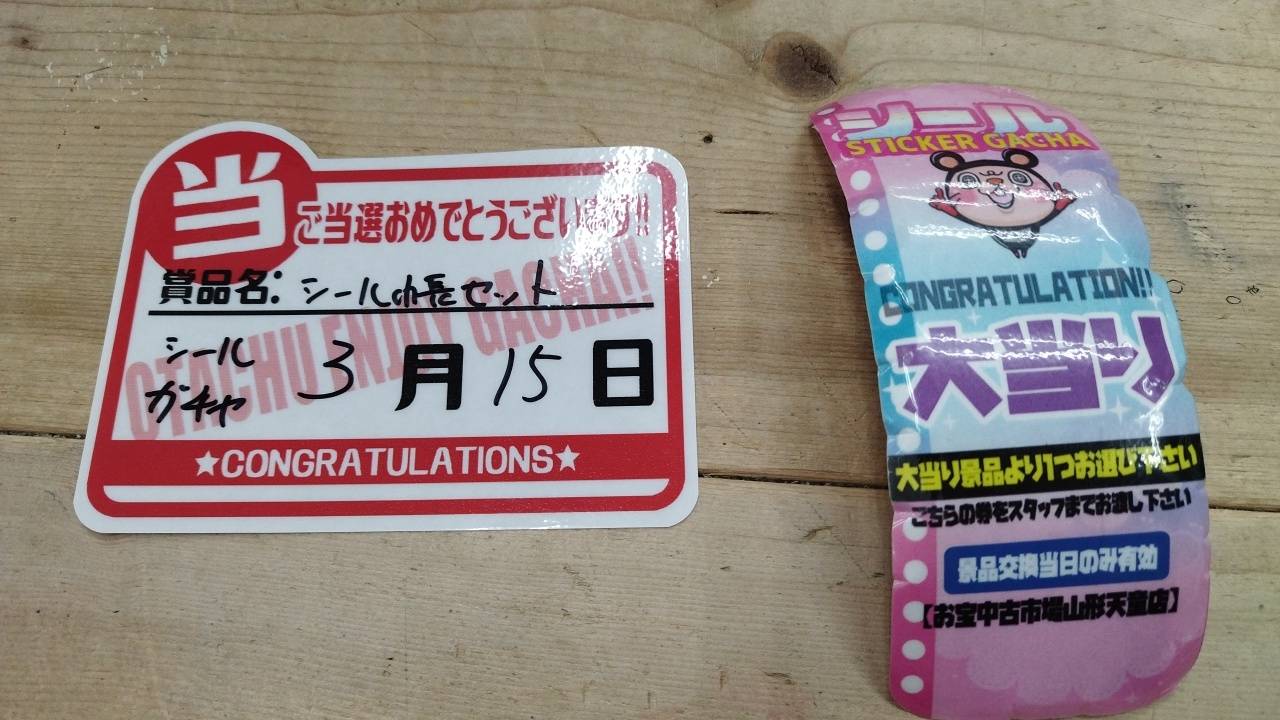 当
ご当選おめでとうございます!!
賞品名: シール帳セット
シールガチャ
3月15日
OTACHU ENJOY GACHA!!
★CONGRATULATIONS★
シール
STICKER GACHA
CONGRATULATION!!
大当り
大当り景品より1つお選び下さい
こちらの券をスタッフまでお渡し下さい
景品交換当日のみ有効
【お宝中古市場山形天童店】